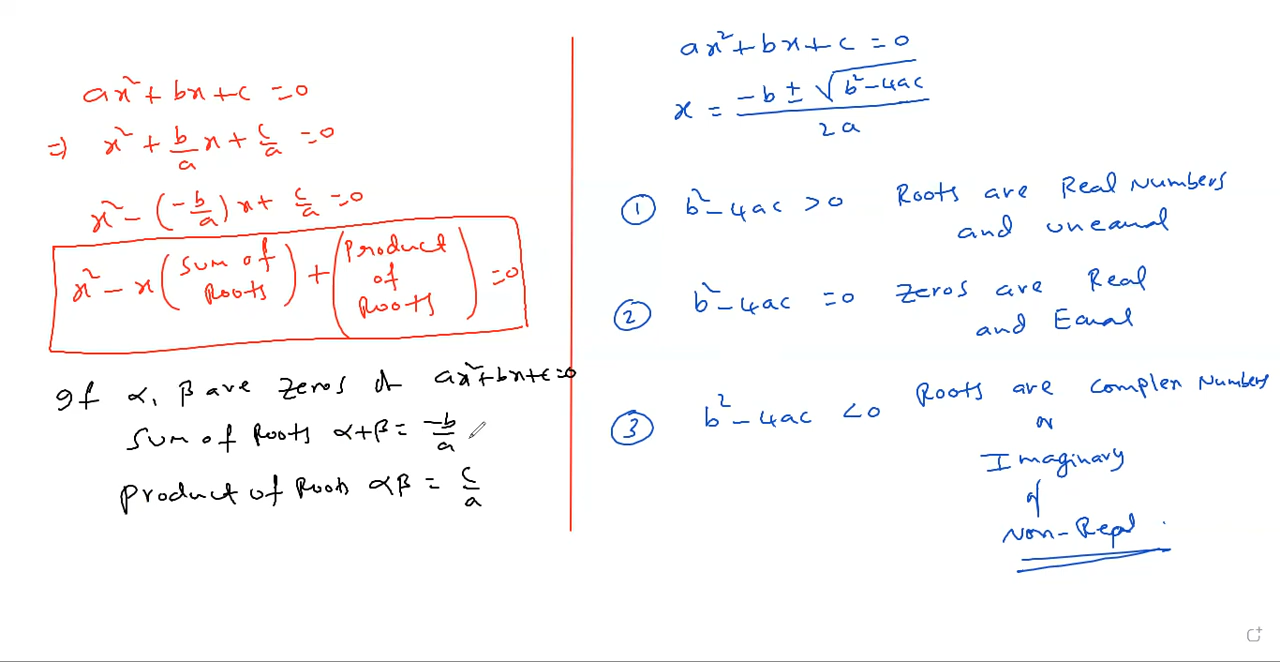 ax² + bx + c = 0
⇒ x² + b/a x + c/a = 0
x² - (-b/a) x + c/a = 0
x² - x (Sum of Roots) + (Product of Roots) = 0
If α, β are zeros of ax² + bx + c = 0
Sum of Roots α+β = -b/a
Product of Roots αβ = c/a
ax² + bx + c = 0
x = -b ± √(b² - 4ac) / 2a
① b² - 4ac > 0 Roots are Real Numbers
and unequal
② b² - 4ac = 0 Zeros are Real
and Equal
③ b² - 4ac < 0 Roots are complex Numbers
or
Imaginary
or
Non-Real